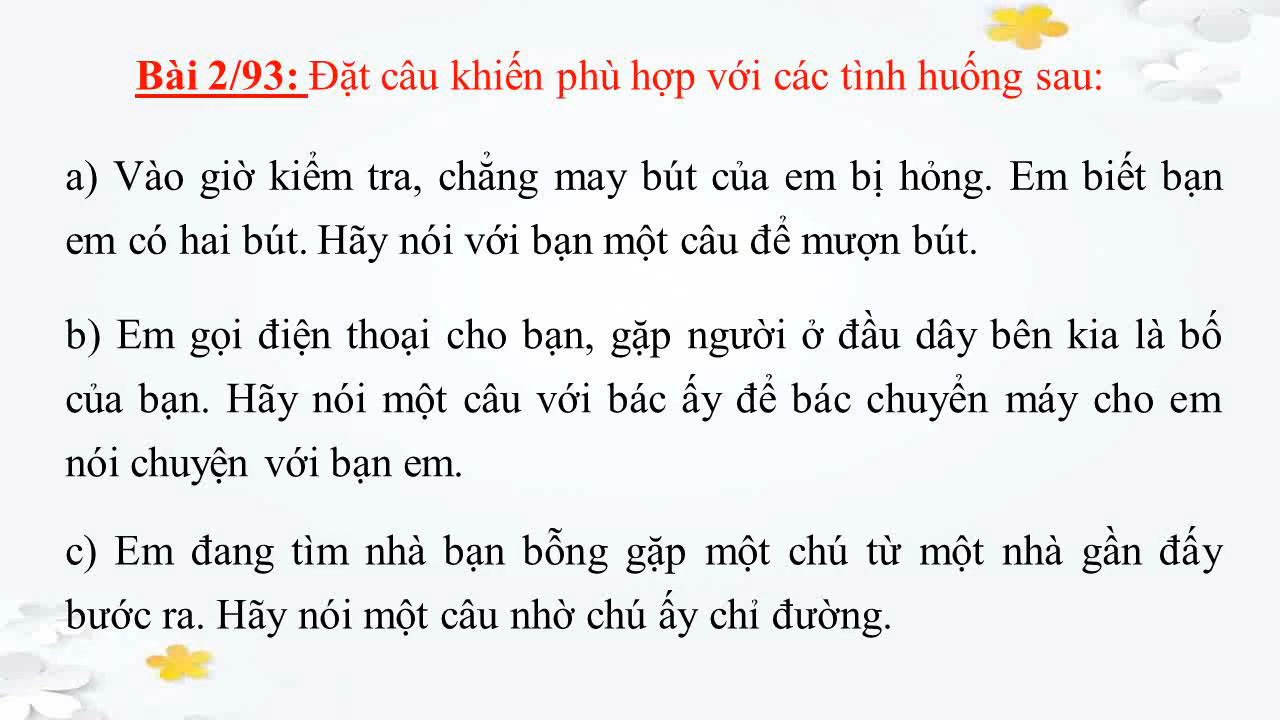 Bài 2/93: Đặt câu khiến phù hợp với các tình huống sau:
a) Vào giờ kiểm tra, chẳng may bút của em bị hỏng. Em biết bạn
em có hai bút. Hãy nói với bạn một câu để mượn bút.
b) Em gọi điện thoại cho bạn, gặp người ở đầu dây bên kia là bố
của bạn. Hãy nói một câu với bác ấy để bác chuyển máy cho em
nói chuyện với bạn em.
c) Em đang tìm nhà bạn bỗng gặp một chú từ một nhà gần đấy
bước ra. Hãy nói một câu nhờ chú ấy chỉ đường.